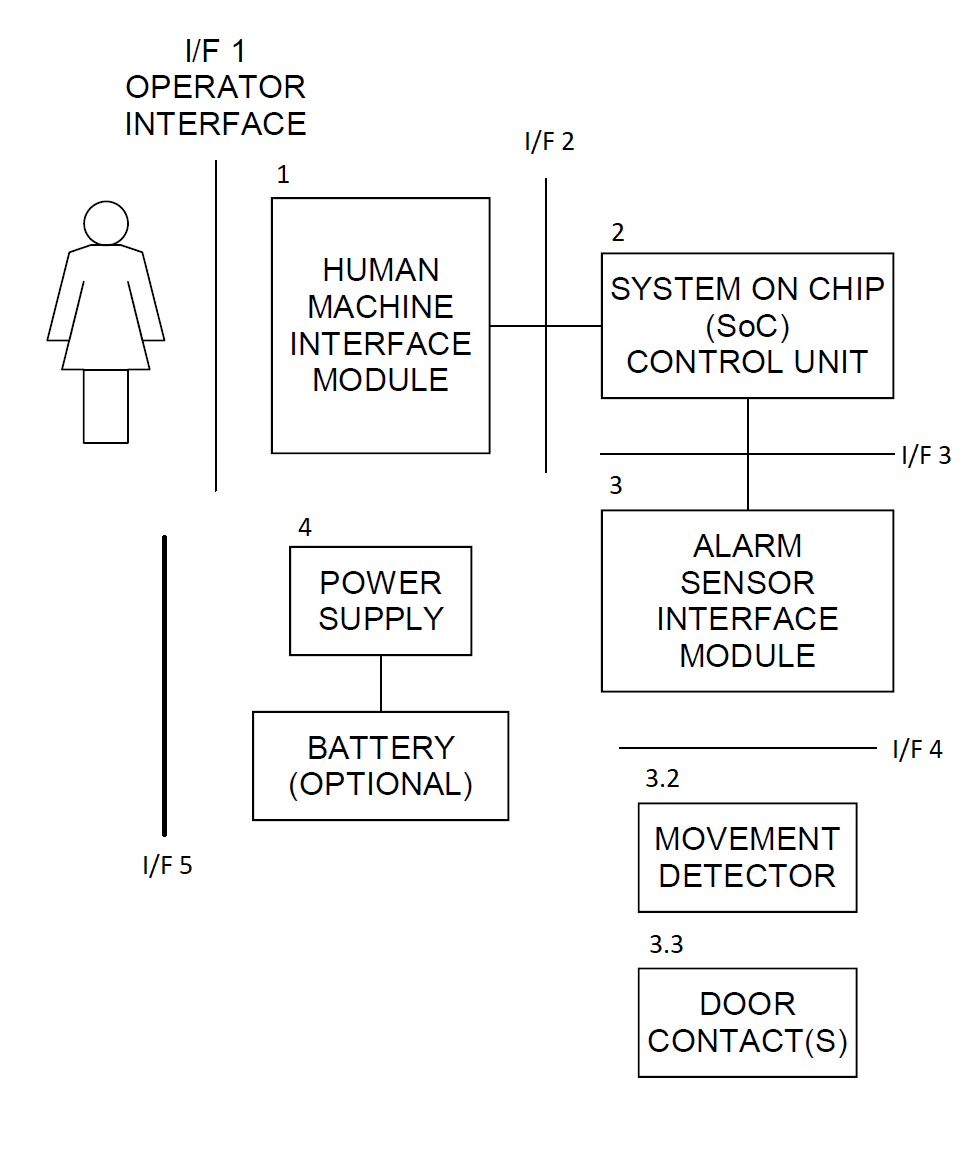 I/F 1
OPERATOR
INTERFACE
I/F 2
1
HUMAN
MACHINE
INTERFACE
MODULE
2
SYSTEM ON CHIP
(SoC)
CONTROL UNIT
I/F 3
3
ALARM
SENSOR
INTERFACE
MODULE
4
POWER
SUPPLY
BATTERY
(OPTIONAL)
I/F 5
I/F 4
3.2
MOVEMENT
DETECTOR
3.3
DOOR
CONTACT(S)